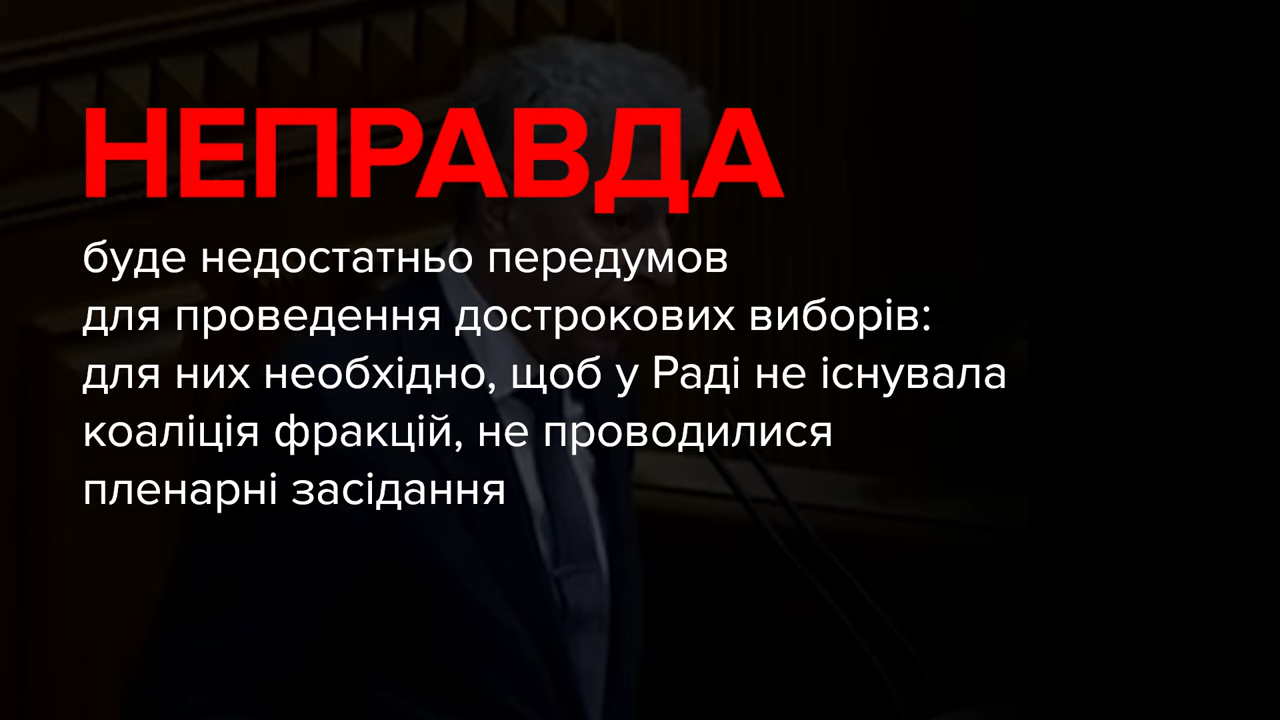 НЕПРАВДА
буде недостатньо передумов
для проведення дострокових виборів:
для них необхідно, щоб у Раді не існувала
коаліція фракцій, не проводилися
пленарні засідання